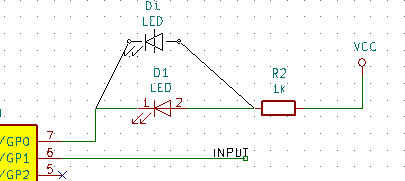 Di
LED
VCC
D1
LED
R2
1k
1
2
/GP0
7
/GP1
6
INPUT
/GP2
5